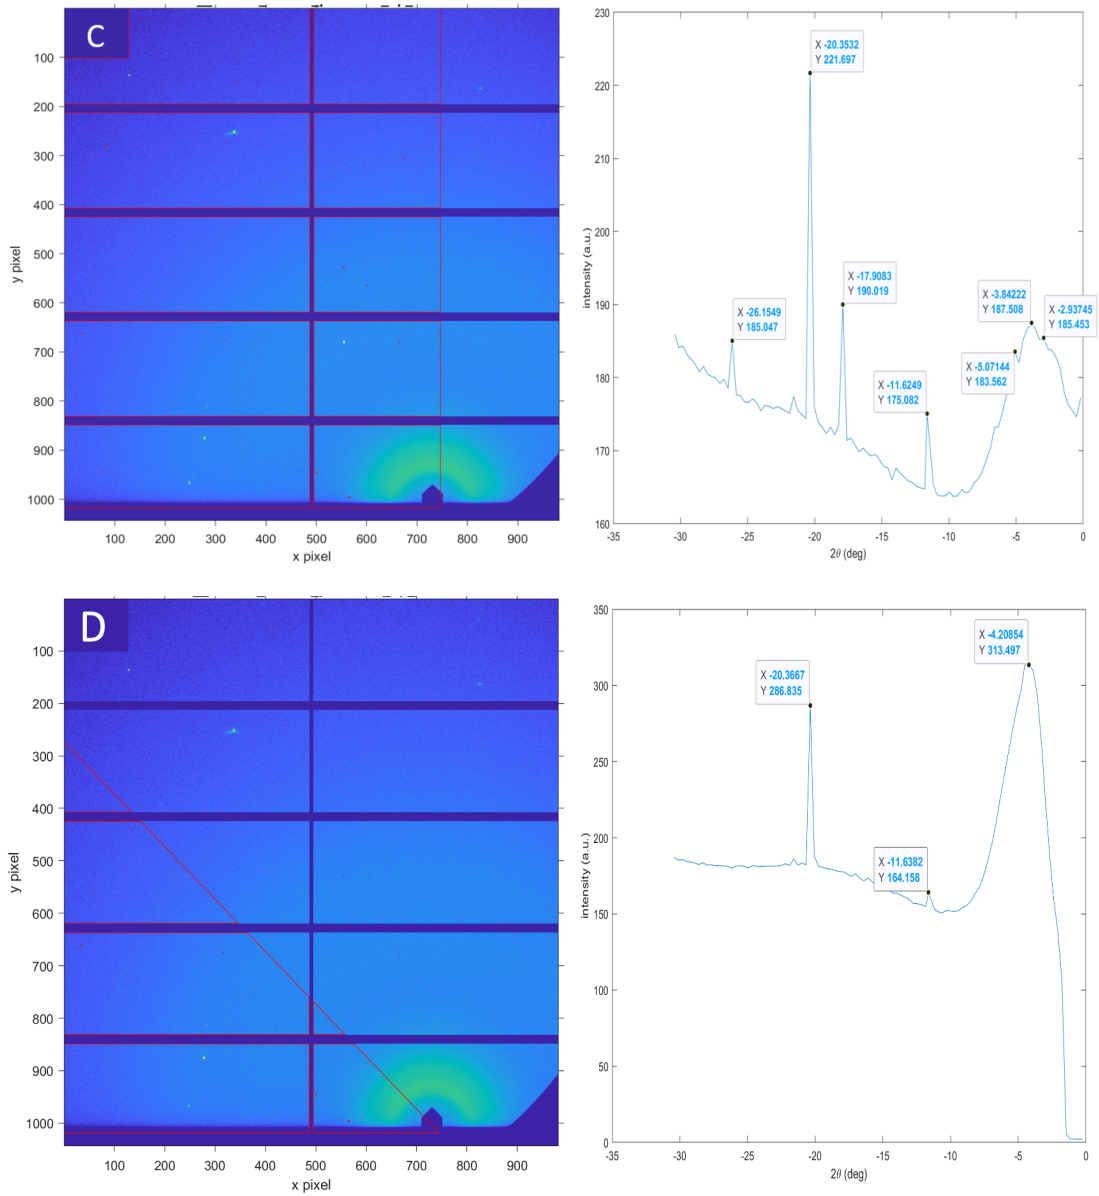 C
100
200
300
400
500
600
700
800
900
1000
y pixel
100 200 300 400 500 600 700 800 900
x pixel
230
220
210
200
190
180
170
160
intensity (a.u.)
X -20.3532
Y 221.697
X -17.9083
Y 190.019
X -3.84222
Y 187.508
X -2.93745
Y 185.453
X -26.1549
Y 185.047
X -5.07144
Y 183.562
X -11.6249
Y 175.082
-35 -30 -25 -20 -15 -10 -5 0
2θ (deg)
D
100
200
300
400
500
600
700
800
900
1000
y pixel
100 200 300 400 500 600 700 800 900
x pixel
350
300
250
200
150
100
50
0
intensity (a.u.)
X -4.20854
Y 313.497
X -20.3667
Y 286.835
X -11.6382
Y 164.158
-35 -30 -25 -20 -15 -10 -5 0
2θ (deg)